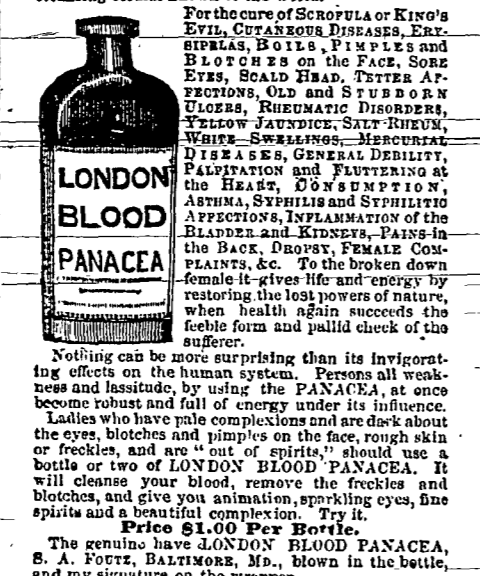 For the cure of SCROFULA or KING'S
EVIL, CUTANEOUS DISEASES, ERY-
SIPELAS, BOILS, PIMPLES and
BLOTCHES on the FACE, SORE
EYES, SCALD HEAD, TETTER AF-
FECTIONS, OLD and STUBBORN
ULCERS, RHEUMATIC DISORDERS,
YELLOW JAUNDICE, SALT RHEUM,
WHITE SWELLINGS, MERCURIAL
DISEASES, GENERAL DEBILITY,
PALPITATION and FLUTTERING at
the HEART, CONSUMPTION,
ASTHMA, SYPHILIS and SYPHILITIC
AFFECTIONS, INFLAMMATION of the
BLADDER and KIDNEYS, PAINS in
the BACK, DROPSY, FEMALE COM-
PLAINTS, &C. To the broken down
female it gives life and energy by
restoring the lost powers of nature,
when health again succeeds the
feeble form and pallid cheek of the
sufferer.
LONDON
BLOOD
PANACEA
Nothing can be more surprising than its invigorat-
ing effects on the human system. Persons all weak-
ness and lassitude, by using the PANACEA, at once
become robust and full of energy under its influence.
Ladies who have pale complexions and are dark about
the eyes, blotches and pimples on the face, rough skin
or freckles, and are "out of spirits," should use a
bottle or two of LONDON BLOOD PANACEA. It
will cleanse your blood, remove the freckles and
blotches, and give you animation, sparkling eyes, fine
spirits and a beautiful complexion. Try it.
Price $1.00 Per Bottle.
The genuine have LONDON BLOOD PANACEA,
S. A. FOUTZ, BALTIMORE, MD., blown in the bottle,
and my signature on the wrapper.